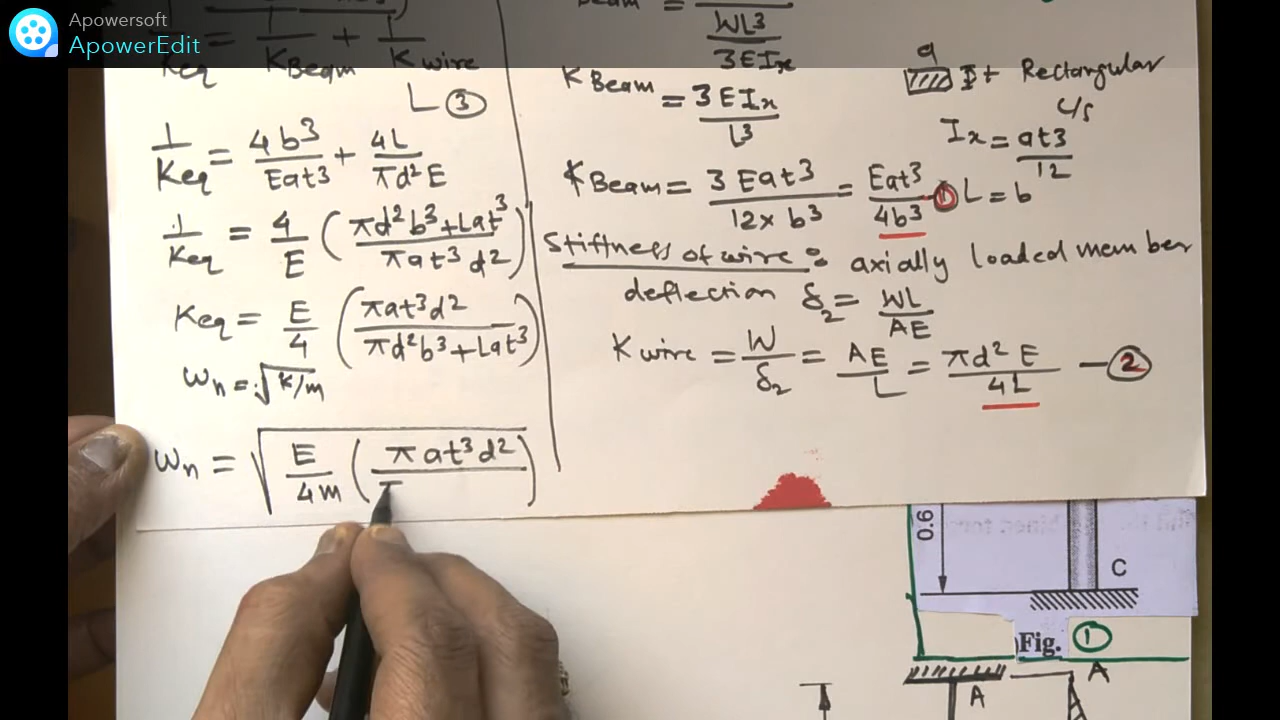 Apowersoft
ApowerEdit
1/Keq = 1/KBeam + 1/Kwire
L ③
1/Keq = 4b³/Eat³ + 4L/πd²E
1/Keq = 4/E (πd²b³+Lat³/πat³d²)
Keq = E/4 (πat³d²/πd²b³+Lat³)
ωn = √K/m
ωn = √E/4m (πat³d²/π)
Beam =
WL³/3EIx
KBeam = 3EIx/L³
KBeam = 3Eat³/12×b³ = Eat³/4b³ ① L = b
a
t Rectangular
c/s
Ix = at3/12
Stiffness of wire : axially loaded member
deflection δ2 = WL/AE
Kwire = W/δ2 = AE/L = πd²E/4L — ②
0.6
C
Fig. ①
A
A